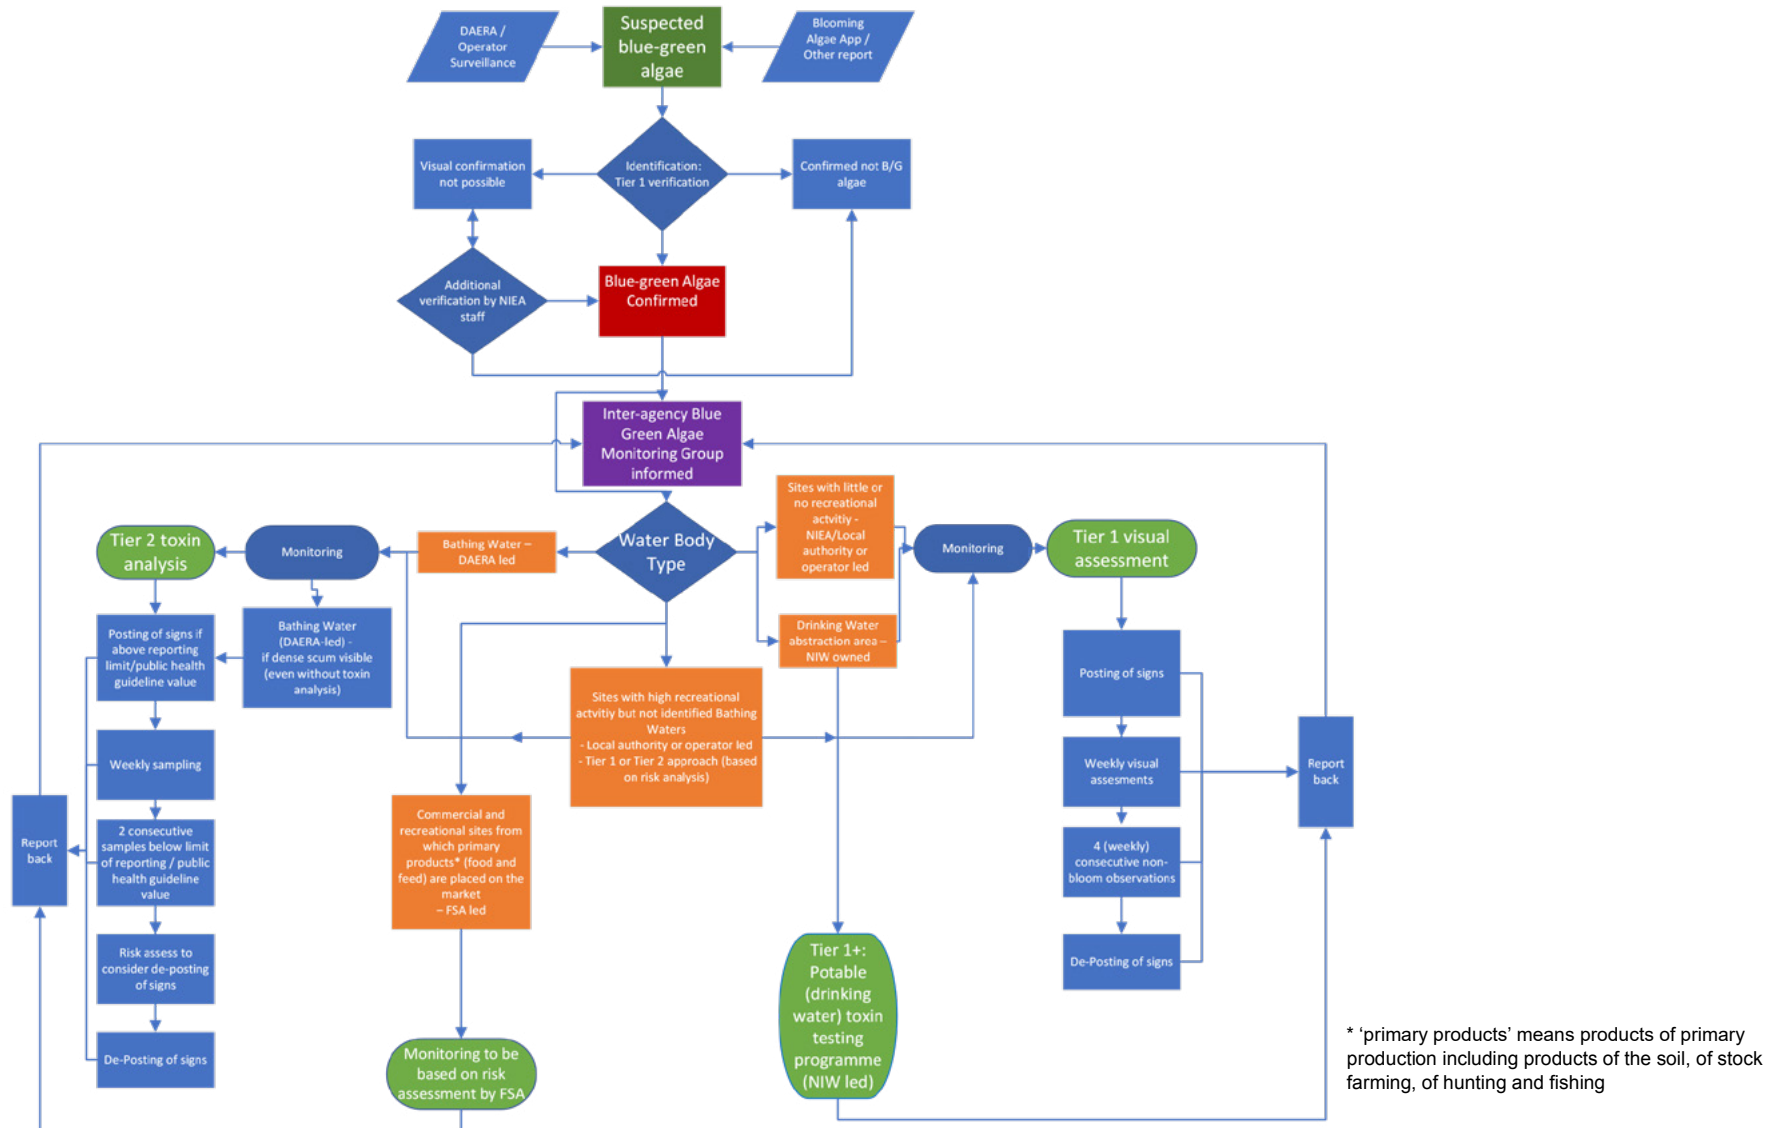 DAERA /
Operator
Surveillance
Suspected
blue-green
algae
Blooming
Algae App /
Other report
Visual confirmation
not possible
Identification:
Tier 1 verification
Confirmed not B/G
algae
Additional
verification by NIEA
staff
Blue-green Algae
Confirmed
Inter-agency Blue
Green Algae
Monitoring Group
informed
Sites with little or
no recreational
actvitiy -
NIEA/Local
authority or
operator led
Tier 2 toxin
analysis
Monitoring
Bathing Water –
DAERA led
Water Body
Type
Monitoring
Tier 1 visual
assessment
Posting of signs if
above reporting
limit/public health
guideline value
Bathing Water
(DAERA-led) -
if dense scum visible
(even without toxin
analysis)
Drinking Water
abstraction area –
NIW owned
Posting of signs
Sites with high recreational
actvitiy but not identified Bathing
Waters
- Local authority or operator led
- Tier 1 or Tier 2 approach (based
on risk analysis)
Weekly sampling
Weekly visual
assesments
Report
back
Report
back
2 consecutive
samples below limit
of reporting / public
health guideline
value
Commercial and
recreational sites from
which primary
products* (food and
feed) are placed on the
market
– FSA led
4 (weekly)
consecutive non-
bloom observations
Risk assess to
consider de-posting
of signs
De-Posting of signs
Tier 1+:
Potable
(drinking
water) toxin
testing
programme
(NIW led)
De-Posting of signs
Monitoring to be
based on risk
assessment by FSA
* ‘primary products’ means products of primary
production including products of the soil, of stock
farming, of hunting and fishing